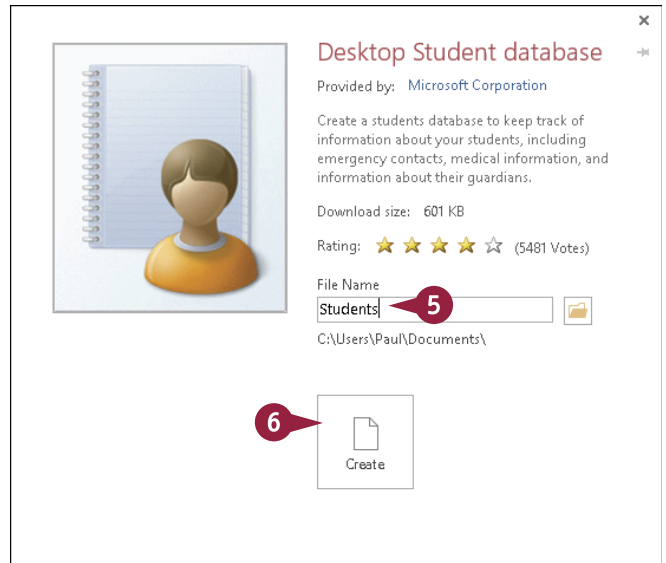 Desktop Student database
Provided by: Microsoft Corporation
Create a students database to keep track of
information about your students, including
emergency contacts, medical information, and
information about their guardians.
Download size: 601 KB
Rating: (5481 Votes)
File Name
Students
5
C:\Users\Paul\Documents\
6
Create